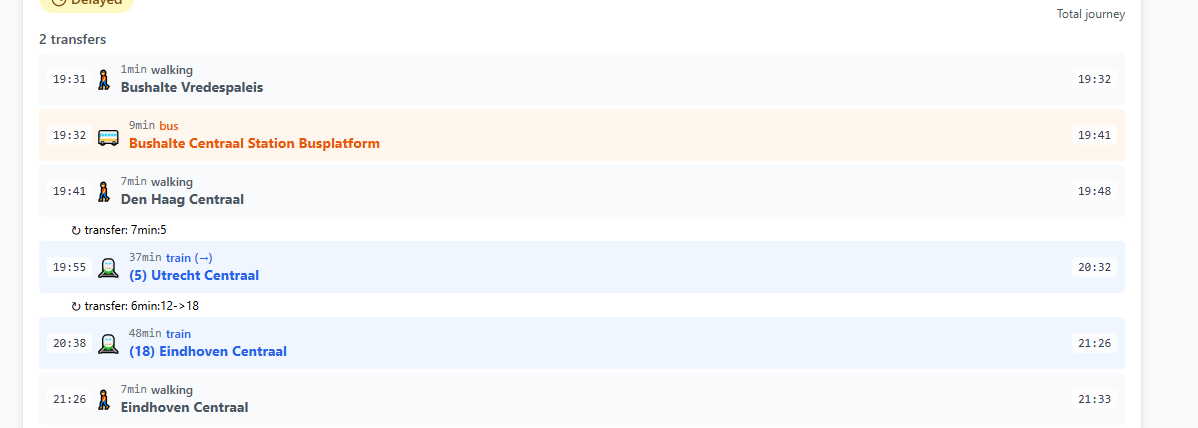 Delayed
Total journey
2 transfers
19:31 1min walking 19:32
Bushalte Vredespaleis
19:32 9min bus 19:41
Bushalte Centraal Station Busplatform
19:41 7min walking 19:48
Den Haag Centraal
↻ transfer: 7min:5
19:55 37min train (→) 20:32
(5) Utrecht Centraal
↻ transfer: 6min:12->18
20:38 48min train 21:26
(18) Eindhoven Centraal
21:26 7min walking 21:33
Eindhoven Centraal